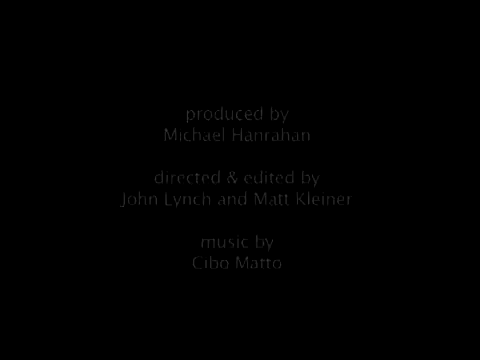 produced by
Michael Hanrahan
directed & edited by
John Lynch and Matt Kleiner
music by
Cibo Matto